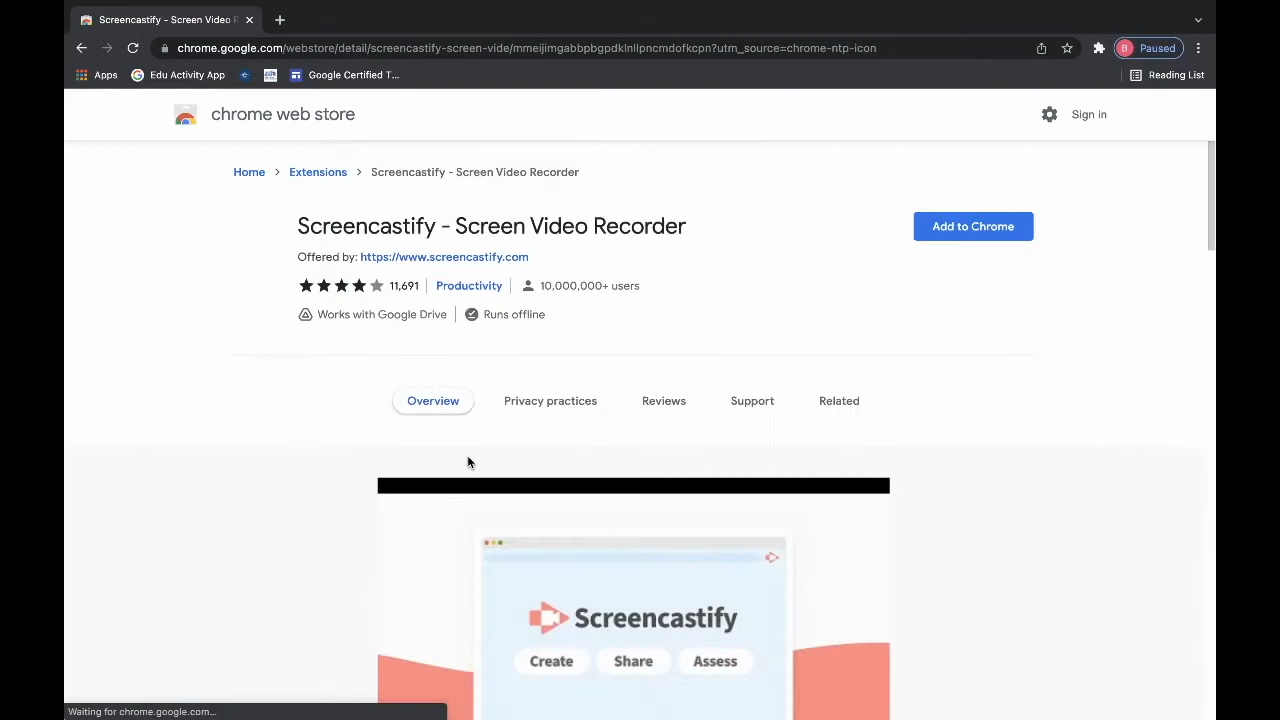 Screencastify - Screen Video R
chrome.google.com/webstore/detail/screencastify-screen-vide/mmeijimgabbpbgpdklnllpncmdofkcpn?utm_source=chrome-ntp-icon
B Paused
Apps
Edu Activity App
Google Certified T...
Reading List
chrome web store
Sign in
Home > Extensions > Screencastify - Screen Video Recorder
Screencastify - Screen Video Recorder
Add to Chrome
Offered by: https://www.screencastify.com
11,691
Productivity
10,000,000+ users
Works with Google Drive
Runs offline
Overview
Privacy practices
Reviews
Support
Related
Screencastify
Create
Share
Assess
Waiting for chrome.google.com...